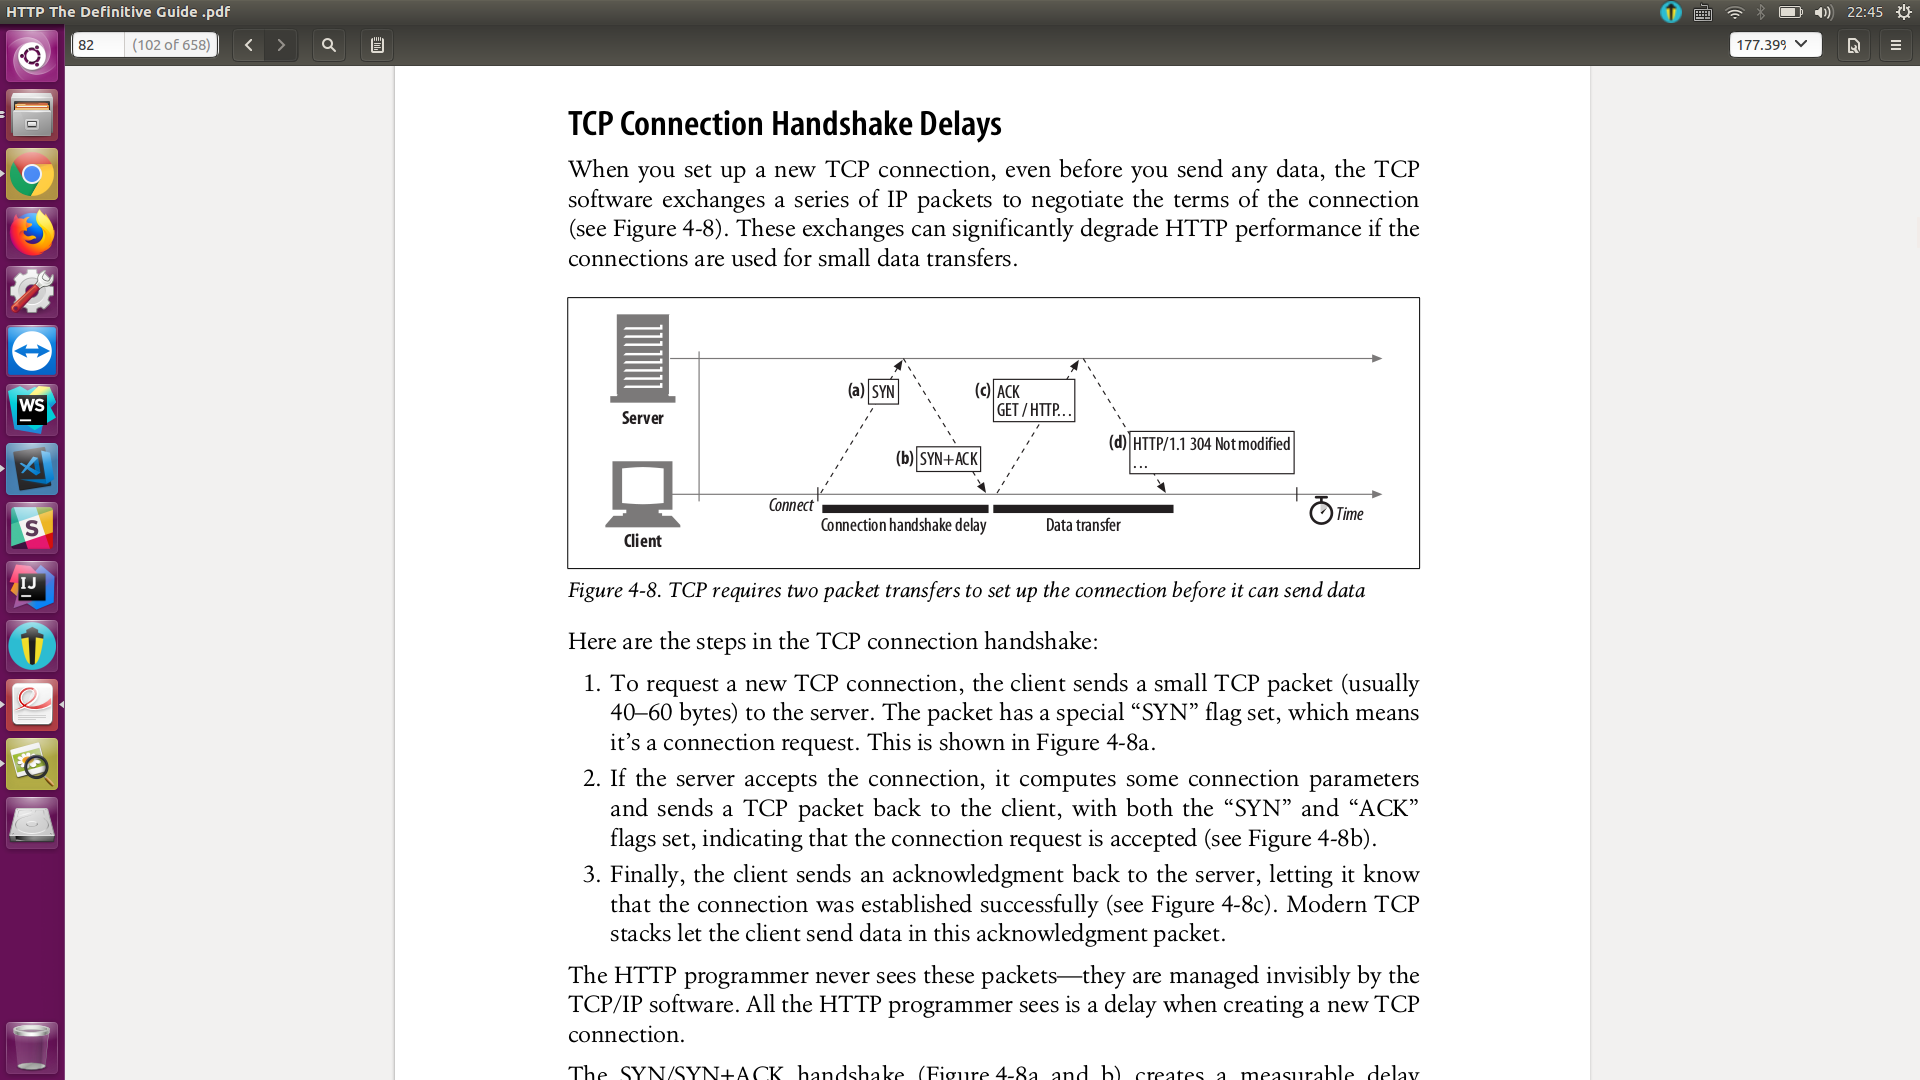 HTTP The Definitive Guide .pdf
22:45
82
(102 of 658)
177.39%
TCP Connection Handshake Delays
When you set up a new TCP connection, even before you send any data, the TCP
software exchanges a series of IP packets to negotiate the terms of the connection
(see Figure 4-8). These exchanges can significantly degrade HTTP performance if the
connections are used for small data transfers.
(a) SYN
(c) ACK
GET / HTTP...
Server
(d) HTTP/1.1 304 Not modified
...
(b) SYN+ACK
Connect
Time
Connection handshake delay
Data transfer
Client
Figure 4-8. TCP requires two packet transfers to set up the connection before it can send data
Here are the steps in the TCP connection handshake:
1. To request a new TCP connection, the client sends a small TCP packet (usually
40–60 bytes) to the server. The packet has a special “SYN” flag set, which means
it’s a connection request. This is shown in Figure 4-8a.
2. If the server accepts the connection, it computes some connection parameters
and sends a TCP packet back to the client, with both the “SYN” and “ACK”
flags set, indicating that the connection request is accepted (see Figure 4-8b).
3. Finally, the client sends an acknowledgment back to the server, letting it know
that the connection was established successfully (see Figure 4-8c). Modern TCP
stacks let the client send data in this acknowledgment packet.
The HTTP programmer never sees these packets—they are managed invisibly by the
TCP/IP software. All the HTTP programmer sees is a delay when creating a new TCP
connection.
The SYN/SYN+ACK handshake (Figure 4-8a and b) creates a measurable delay
WS
S
IJ